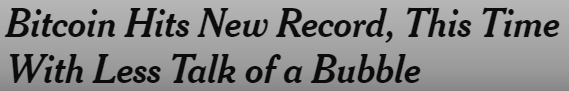 Bitcoin Hits New Record, This Time
With Less Talk of a Bubble